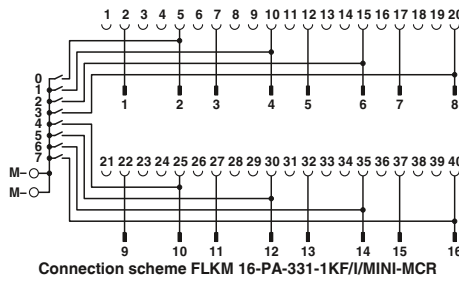 1 2 3 4 5 6 7 8 9 10 11 12 13 14 15 16 17 18 19 20
0
1
2
3
4
5
6
7
M-
M-
1 2 3 4 5 6 7 8
21 22 23 24 25 26 27 28 29 30 31 32 33 34 35 36 37 38 39 40
9 10 11 12 13 14 15 16
Connection scheme FLKM 16-PA-331-1KF/I/MINI-MCR